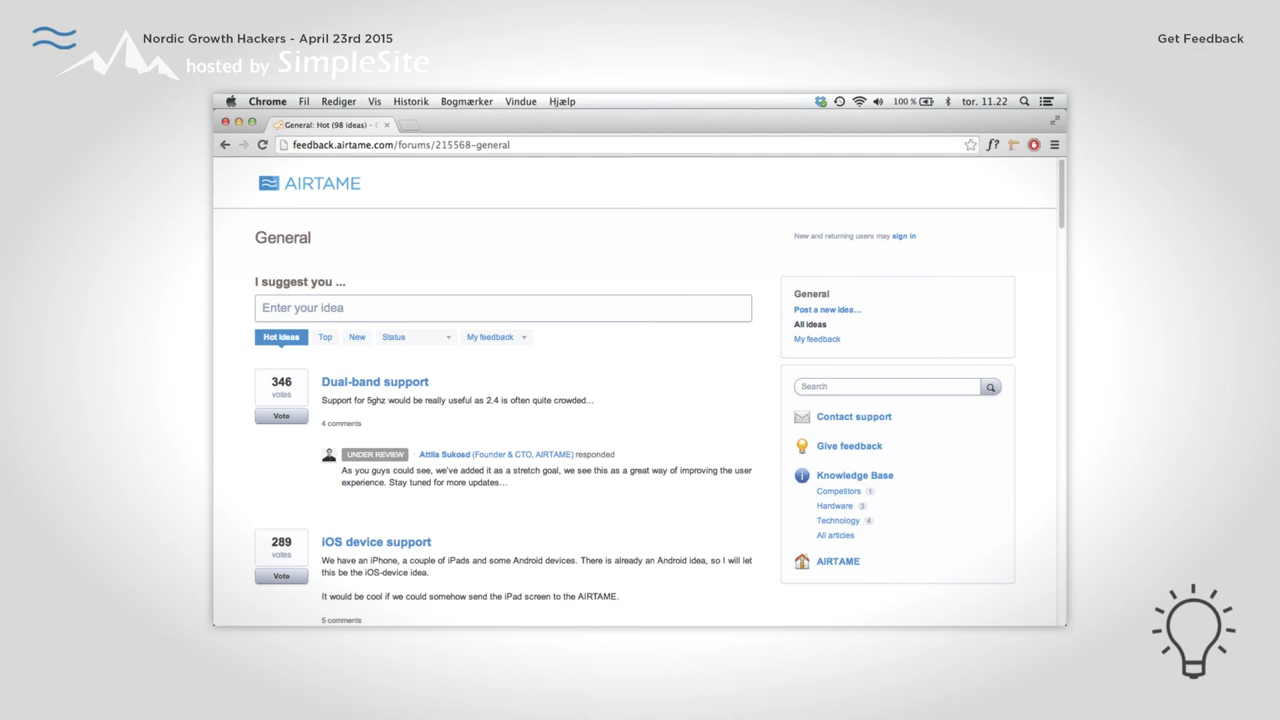 Nordic Growth Hackers - April 23rd 2015
Get Feedback
hosted by SimpleSite
Chrome Fil Rediger Vis Historik Bogmærker Vindue Hjælp
100 % tor. 11.22
General: Hot (98 ideas) – C
feedback.airtame.com/forums/215568-general
f?
AIRTAME
General
New and returning users may sign in
I suggest you ...
Enter your idea
Hot ideas Top New Status My feedback
346
votes
Vote
Dual-band support
Support for 5ghz would be really useful as 2.4 is often quite crowded...
4 comments
UNDER REVIEW · Attila Sukosd (Founder & CTO, AIRTAME) responded
As you guys could see, we've added it as a stretch goal, we see this as a great way of improving the user
experience. Stay tuned for more updates...
289
votes
Vote
iOS device support
We have an iPhone, a couple of iPads and some Android devices. There is already an Android idea, so I will let
this be the iOS-device idea.
It would be cool if we could somehow send the iPad screen to the AIRTAME.
5 comments
General
Post a new idea...
All ideas
My feedback
Search
Contact support
Give feedback
Knowledge Base
Competitors 1
Hardware 3
Technology 4
All articles
AIRTAME